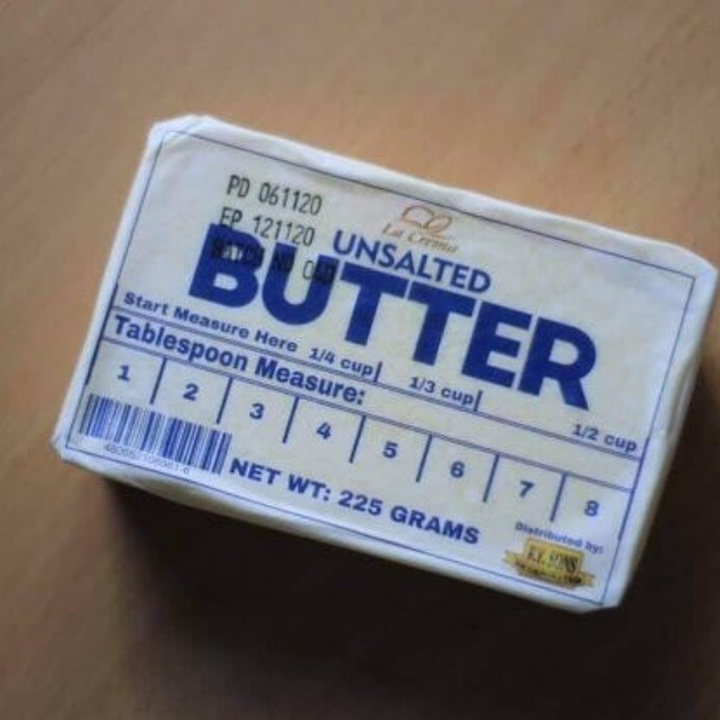 PD 061120
EP 121120
La Crema
UNSALTED
BUTTER
Start Measure Here 1/4 cup 1/3 cup 1/2 cup
Tablespoon Measure:
1 2 3 4 5 6 7 8
NET WT: 225 GRAMS
Distributed by: